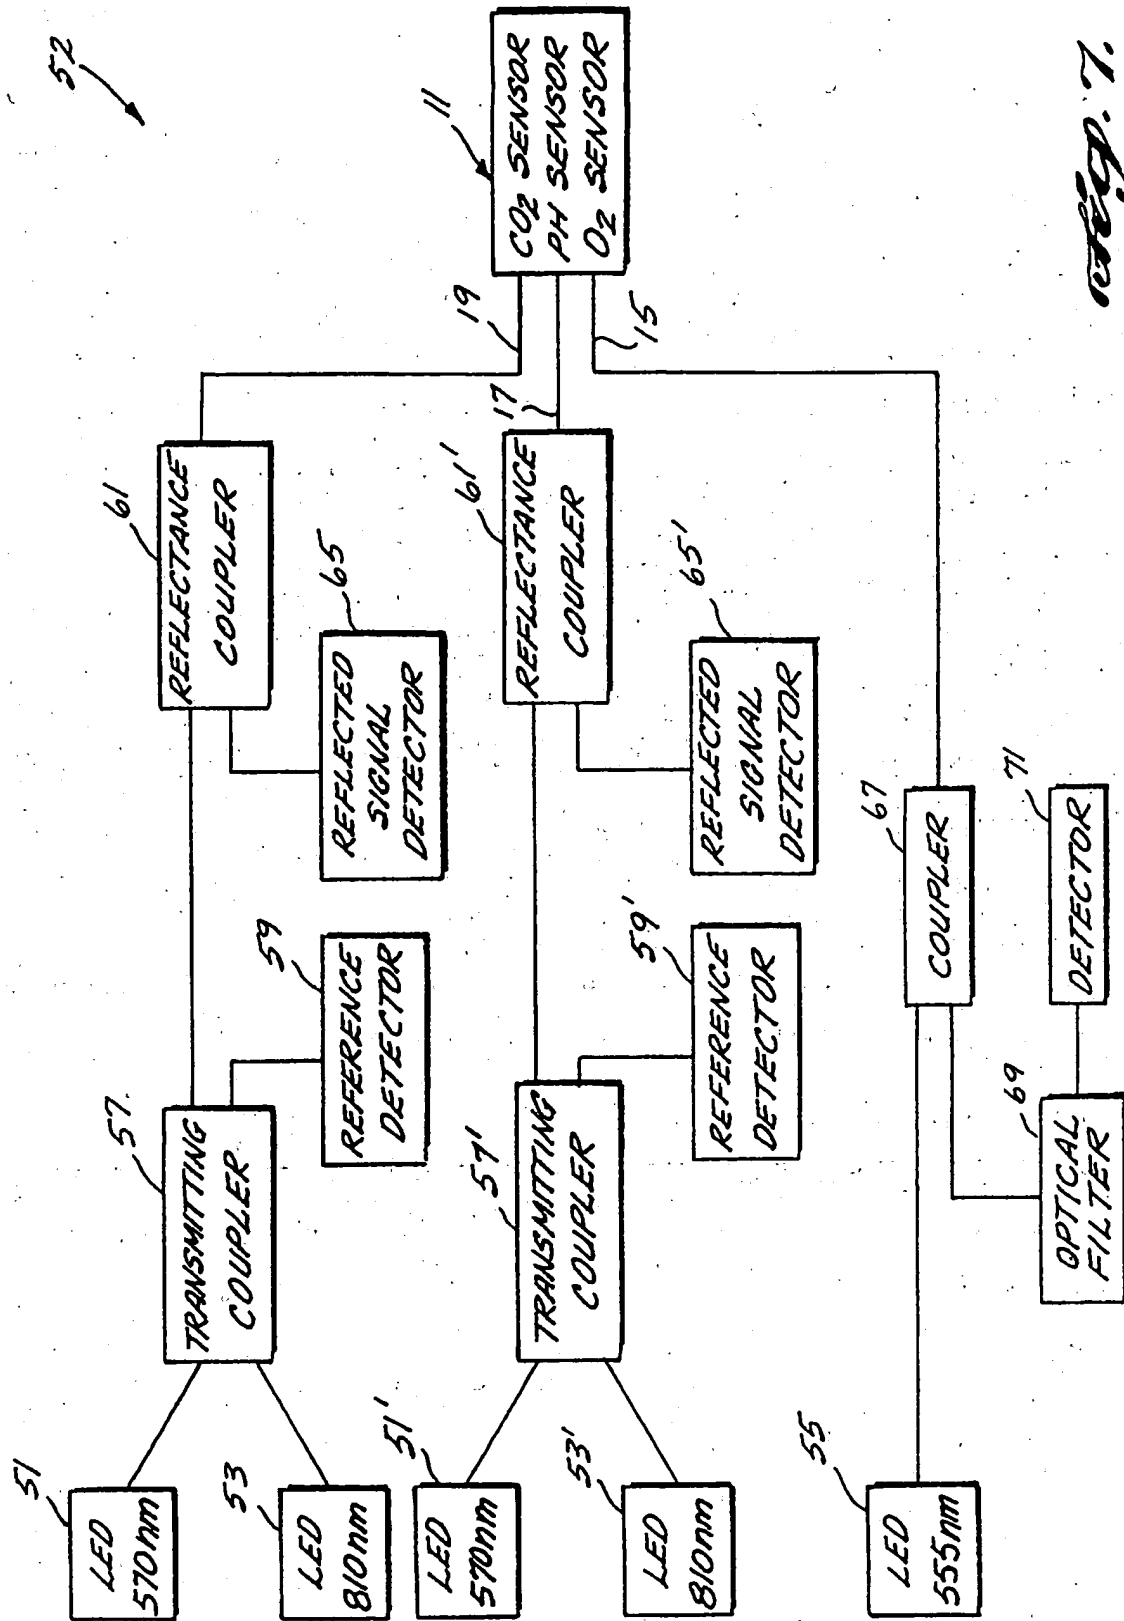 52
51
LED
570nm
53
LED
810nm
57
TRANSMITTING
COUPLER
59
REFERENCE
DETECTOR
61
REFLECTANCE
COUPLER
65
REFLECTED
SIGNAL
DETECTOR
19
11
CO2 SENSOR
PH SENSOR
O2 SENSOR
51'
LED
570nm
53'
LED
810nm
57'
TRANSMITTING
COUPLER
59'
REFERENCE
DETECTOR
61'
REFLECTANCE
COUPLER
17
65'
REFLECTED
SIGNAL
DETECTOR
15
55
LED
555nm
67
COUPLER
69
OPTICAL
FILTER
71
DETECTOR
Fig. 7.